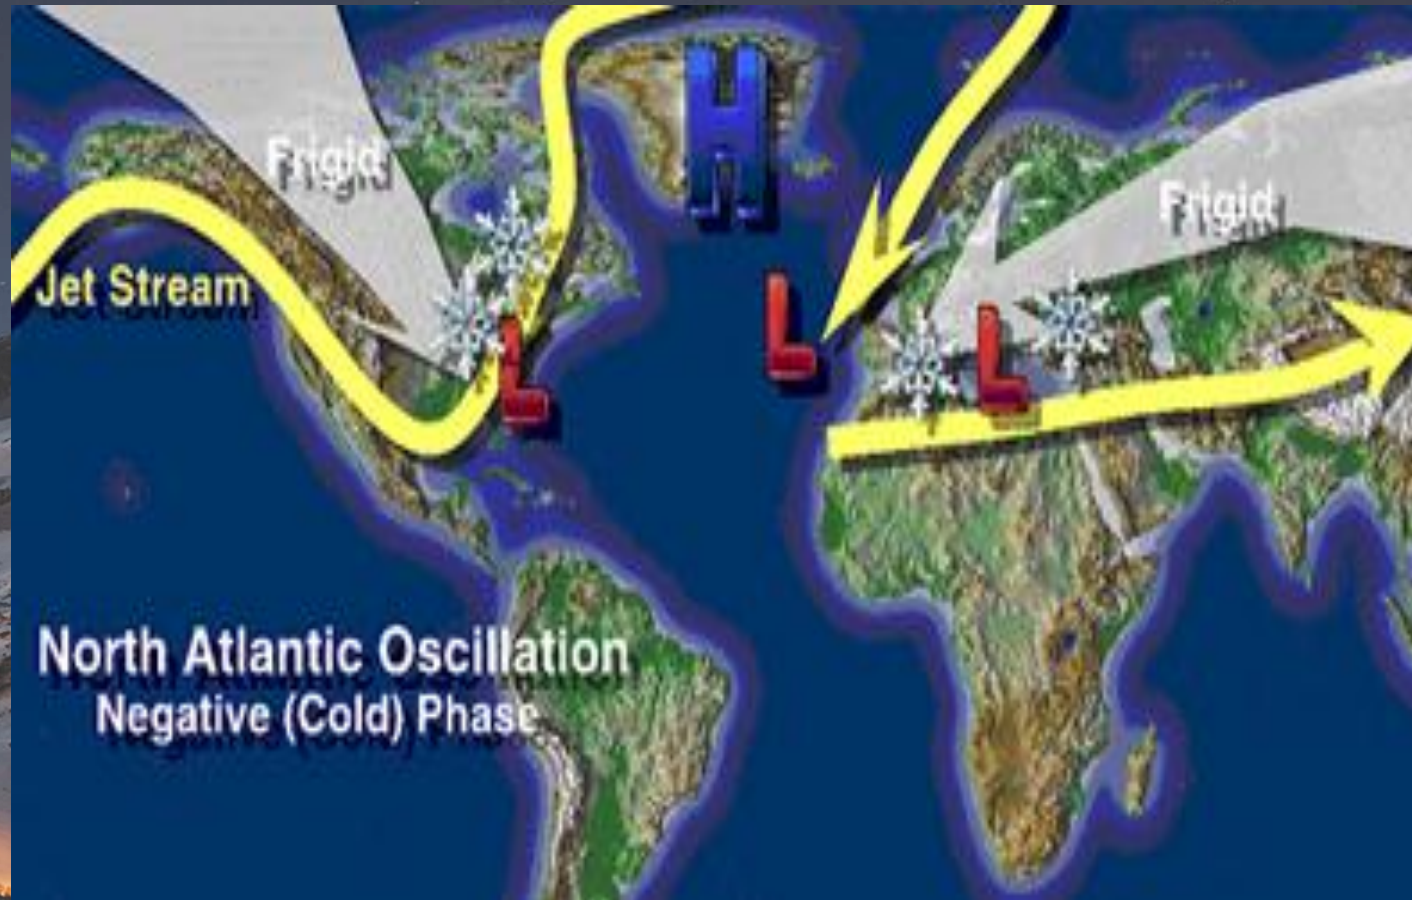 H
Frigid
Frigid
Jet Stream
L
L
L
North Atlantic Oscillation
Negative (Cold) Phase